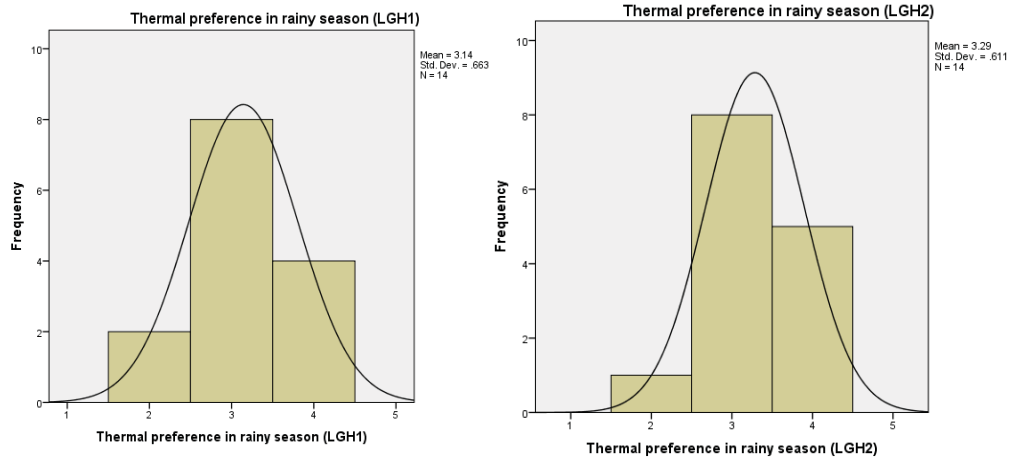 Thermal preference in rainy season (LGH1)
Mean = 3.14
Std. Dev. = .663
N = 14
10
8
6
4
2
0
Frequency
1 2 3 4 5
Thermal preference in rainy season (LGH1)
Thermal preference in rainy season (LGH2)
Mean = 3.29
Std. Dev. = .611
N = 14
10
8
6
4
2
0
Frequency
1 2 3 4 5
Thermal preference in rainy season (LGH2)